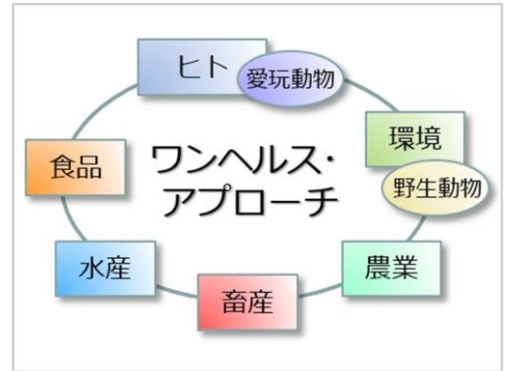 ヒト
愛玩動物
環境
野生動物
食品
ワンヘルス・
アプローチ
水産
農業
畜産